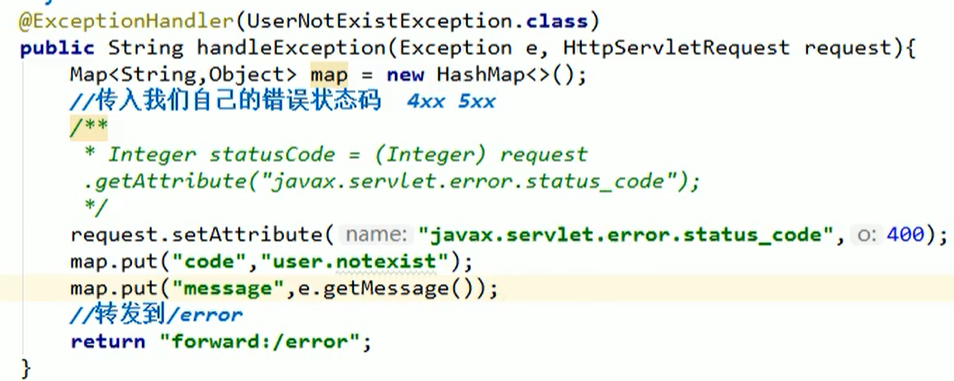 @ExceptionHandler(UserNotExistException.class)
public String handleException(Exception e, HttpServletRequest request){
Map<String,Object> map = new HashMap<>();
//传入我们自己的错误状态码  4xx 5xx
/**
* Integer statusCode = (Integer) request
.getAttribute("javax.servlet.error.status_code");
*/
request.setAttribute( name: "javax.servlet.error.status_code", o: 400);
map.put("code","user.notexist");
map.put("message",e.getMessage());
//转发到/error
return "forward:/error";
}